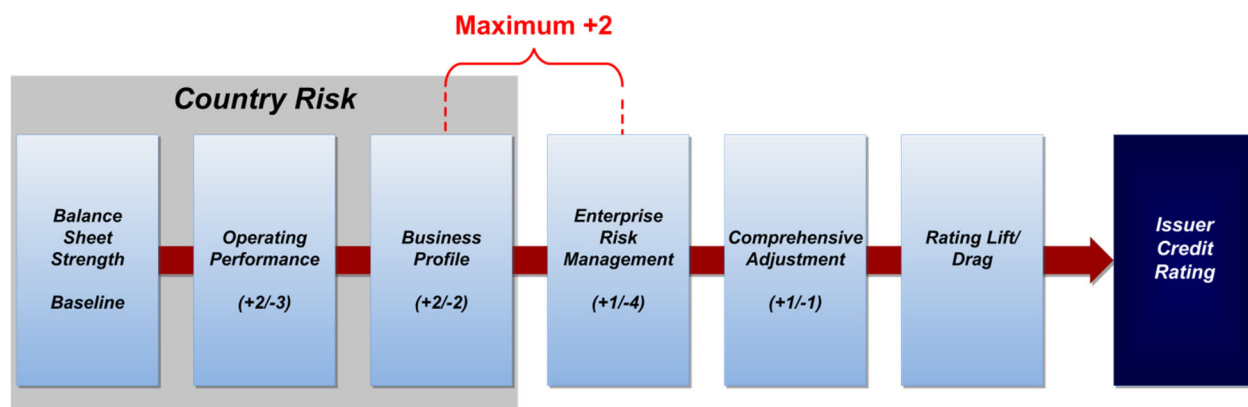 Maximum +2
Country Risk
Balance
Sheet
Strength
Baseline
Operating
Performance
(+2/-3)
Business
Profile
(+2/-2)
Enterprise
Risk
Management
(+1/-4)
Comprehensive
Adjustment
(+1/-1)
Rating Lift/
Drag
Issuer
Credit
Rating